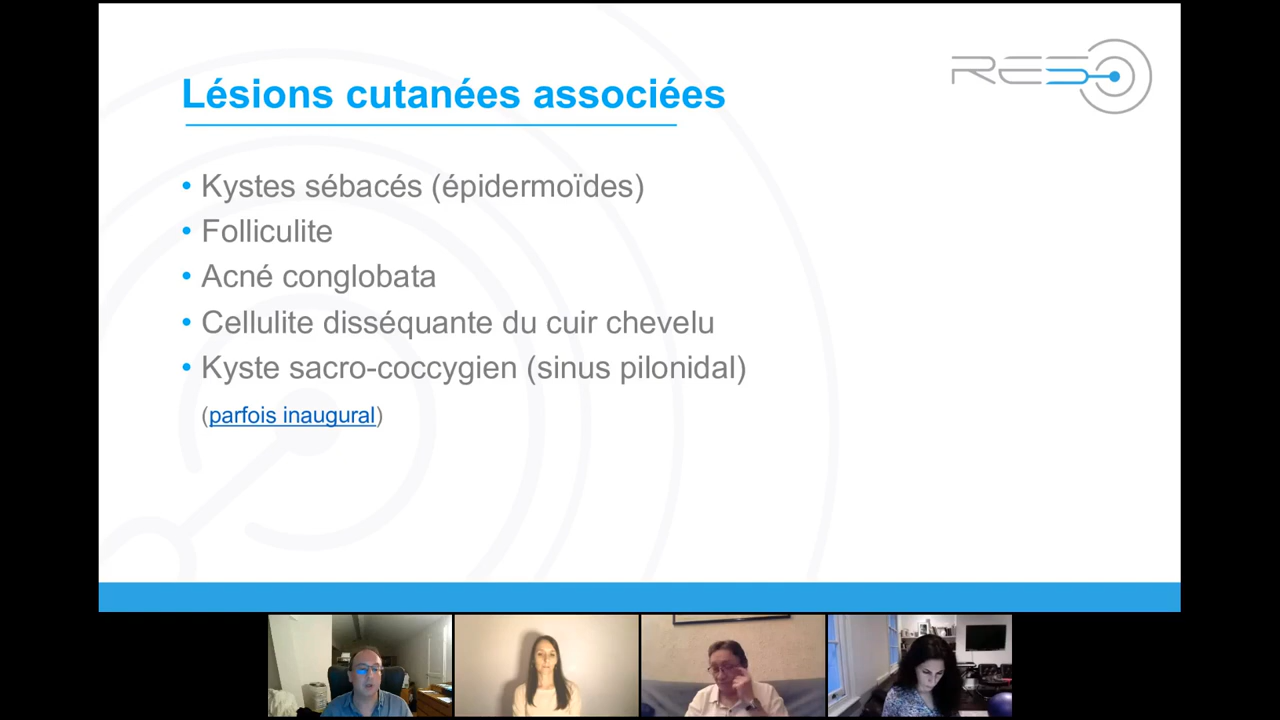 Lésions cutanées associées
RESO
• Kystes sébacés (épidermoïdes)
• Folliculite
• Acné conglobata
• Cellulite disséquante du cuir chevelu
• Kyste sacro-coccygien (sinus pilonidal)
(parfois inaugural)